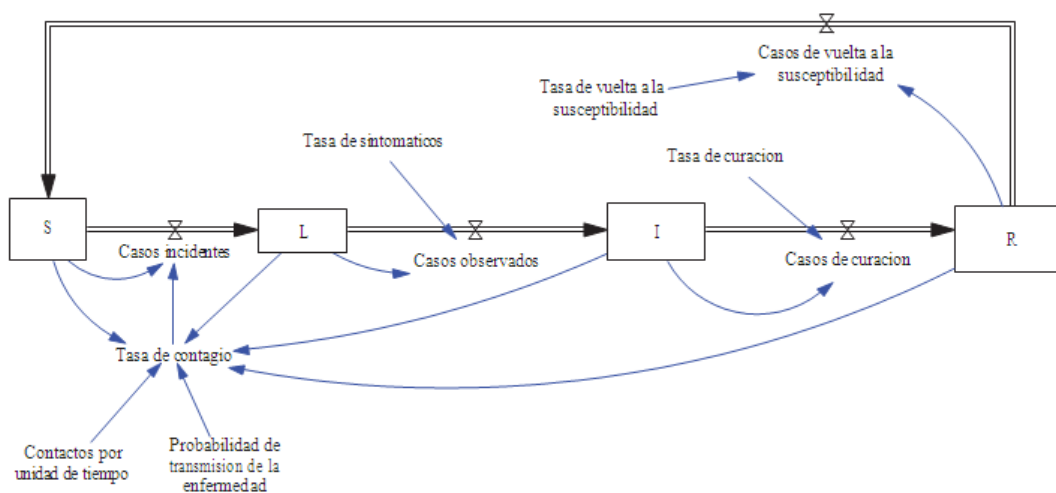 Casos de vuelta a la
susceptibilidad
Tasa de vuelta a la
susceptibilidad
Tasa de sintomaticos
Tasa de curacion
S
L
I
R
Casos incidentes
Casos observados
Casos de curacion
Tasa de contagio
Contactos por
unidad de tiempo
Probabilidad de
transmision de la
enfermedad